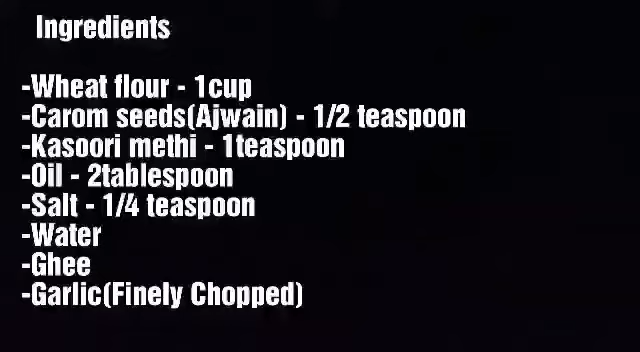 Ingredients
-Wheat flour - 1cup
-Carom seeds(Ajwain) - 1/2 teaspoon
-Kasoori methi - 1teaspoon
-Oil - 2tablespoon
-Salt - 1/4 teaspoon
-Water
-Ghee
-Garlic(Finely Chopped)